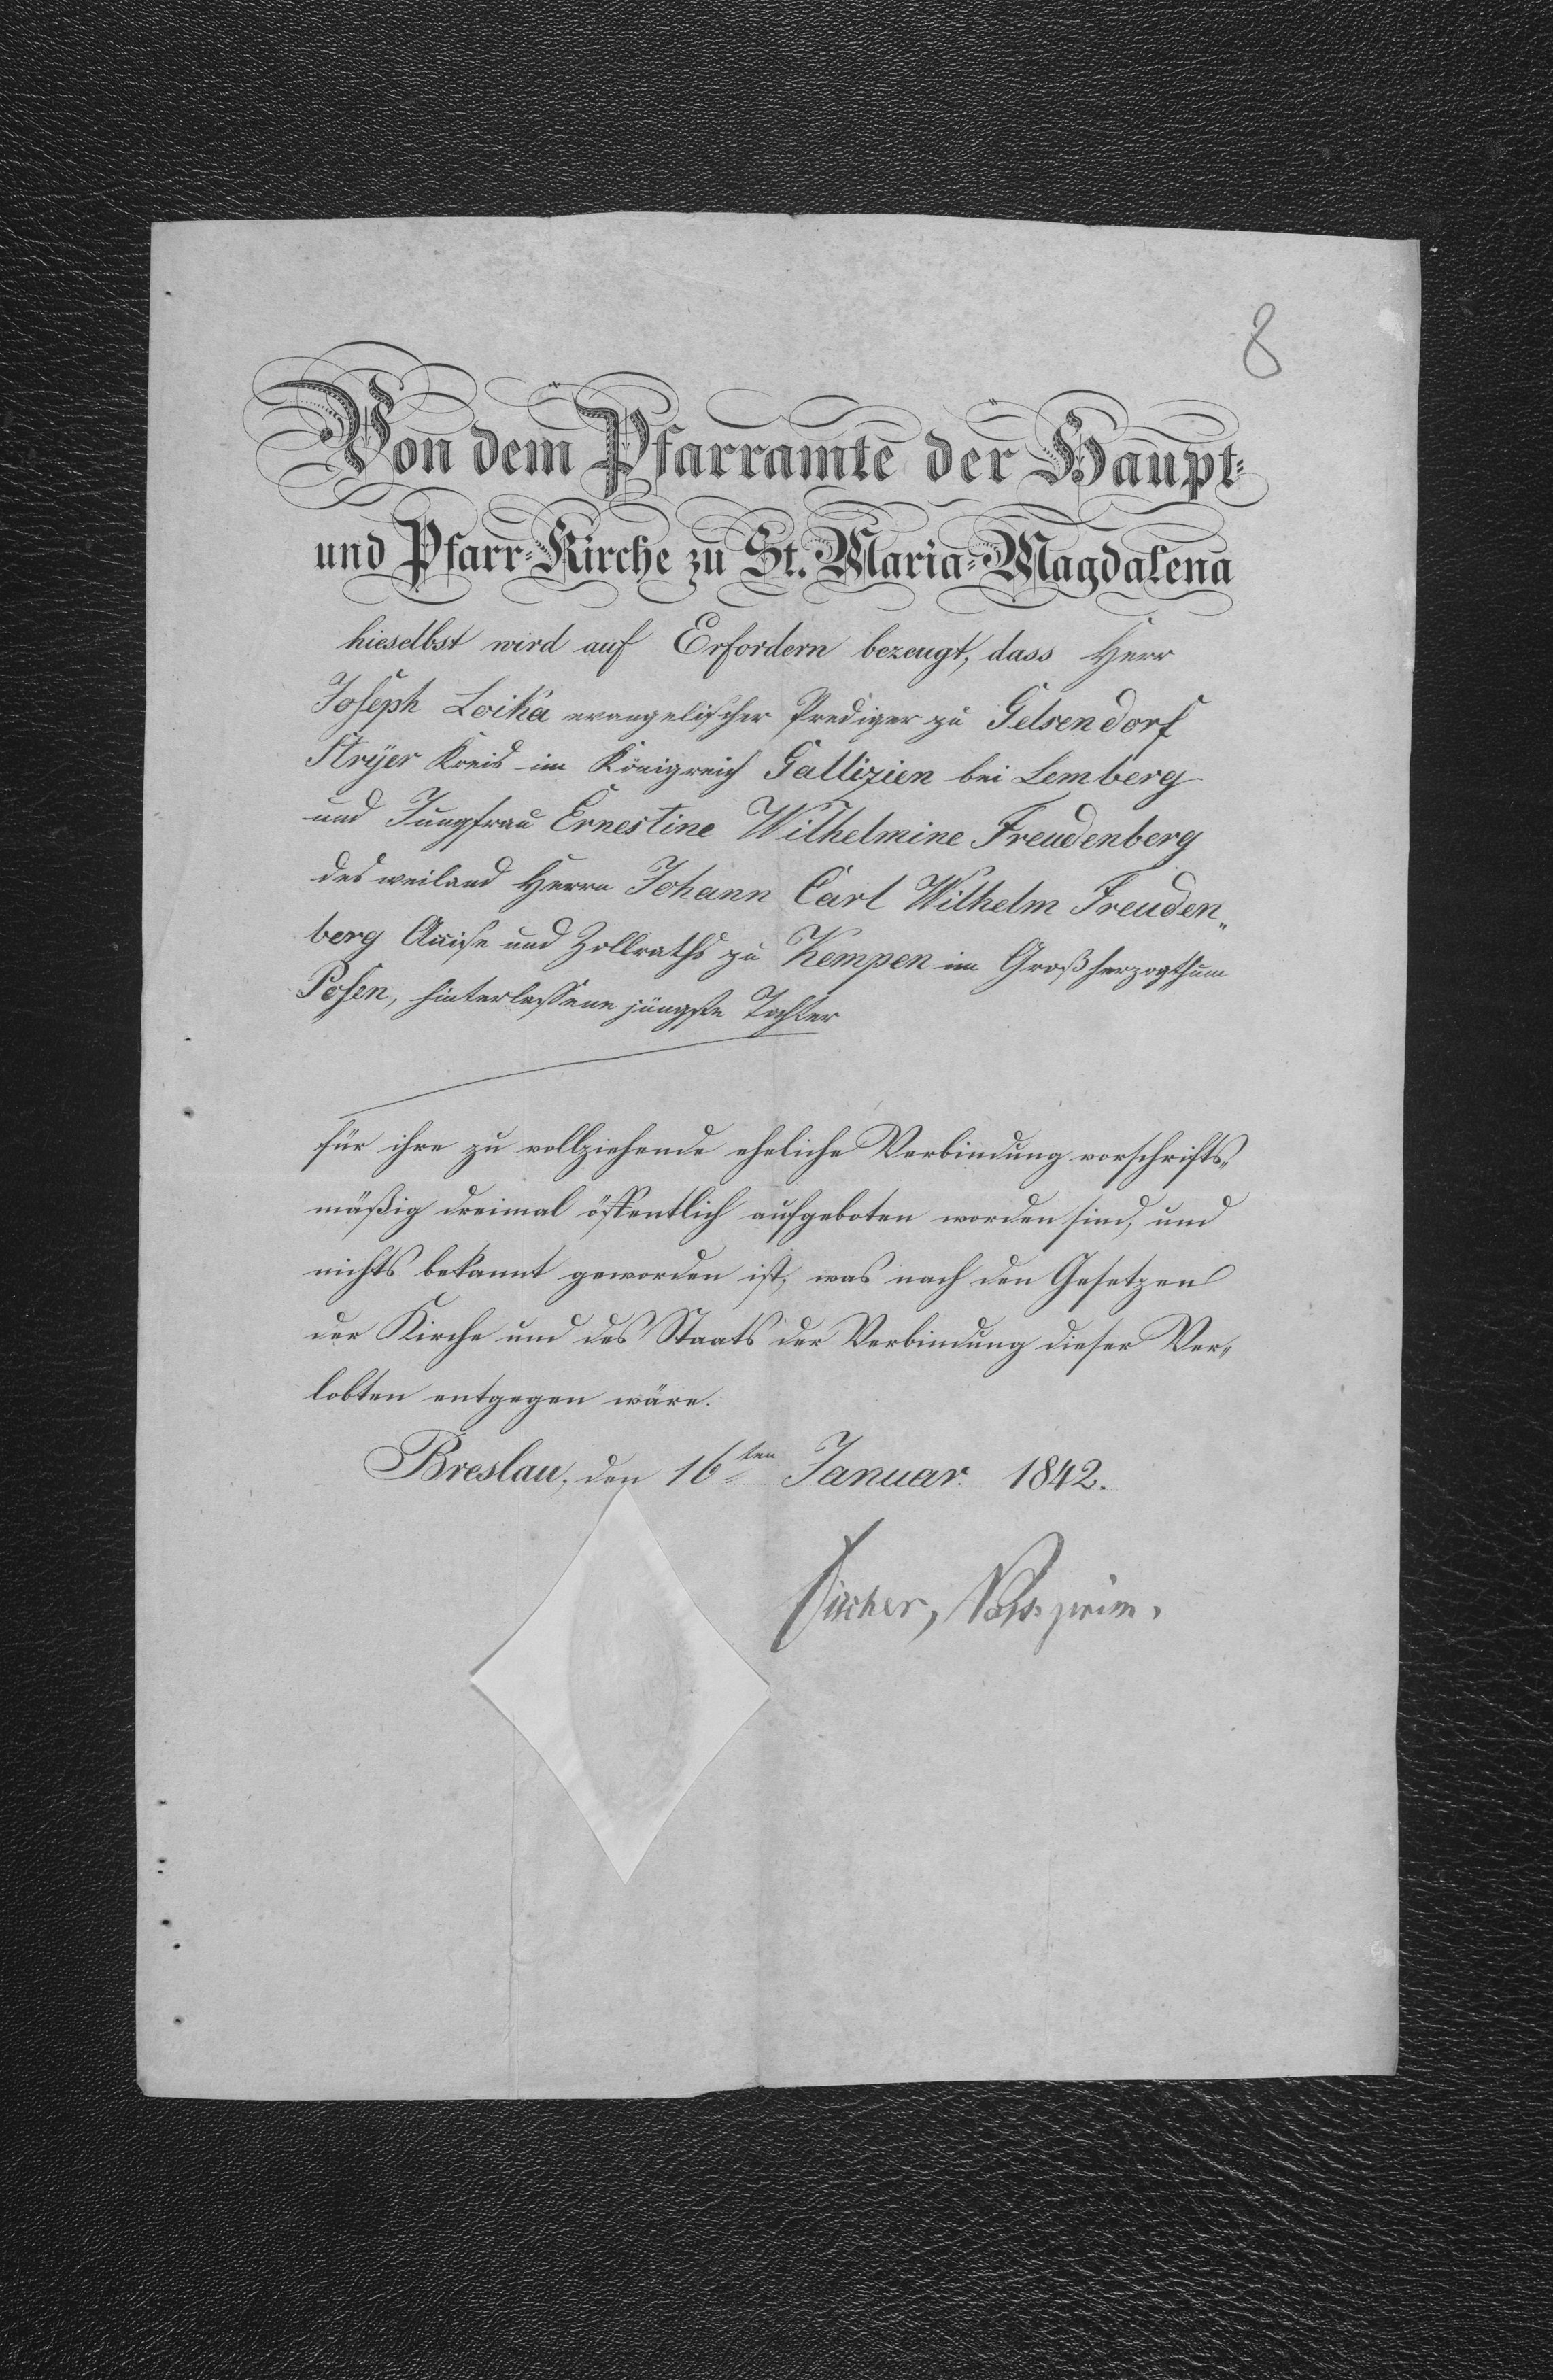 8
Von dem Pfarramte der Haupt=
und Pfarr=Kirche zu St. Maria=Magdalena
hieselbst wird auf Erfordern bezeugt, dass Herr
Joseph Loika evangelischer Prediger zu Gelsendorf
Stryer Kreis im Königreich Gallizien bei Lemberg
und Jungfrau Ernestine Wilhelmine Freudenberg
des weiland Herrn Johann Carl Wilhelm Freuden„
berg Accise und Zollraths zu Kempen im Großherzogthum
Posen, hinterlassene jüngste Tochter
für ihre zu vollziehende eheliche Verbindung vorschrifts„
mäßig dreimal öffentlich aufgeboten worden sind, und
nichts bekannt geworden ist, was nach den Gesetzen
der Kirche und des Staats der Verbindung dieser Ver„
lobten entgegen wäre.
Breslau, den 16ten Januar 1842.
Fischer,